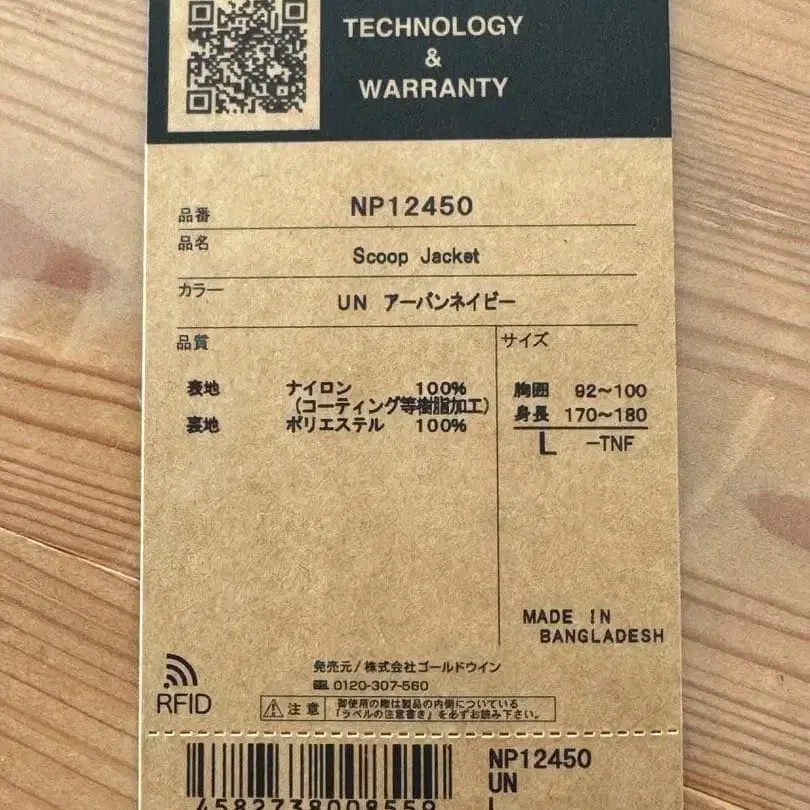 TECHNOLOGY
&
WARRANTY
品番 NP12450
品名 Scoop Jacket
カラー UN アーバンネイビー
品質
表地 ナイロン 100%
(コーティング等樹脂加工)
裏地 ポリエステル 100%
サイズ
胸囲 92～100
身長 170～180
L -TNF
MADE IN
BANGLADESH
発売元/株式会社ゴールドウイン
0120-307-560
RFID
注意 御使用の際は製品の内側についている
「ラベルの注意書き」を必ずお読み下さい。
NP12450
UN
L
4582738008559